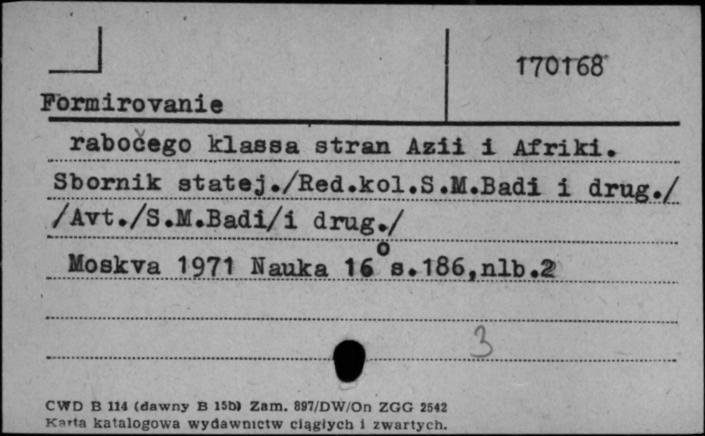 170168
Formirovanie
rabočego klassa stran Azii i Afriki.
Sbornik statej./Red.kol.S.M.Badi i drug./
/Avt./S.M.Badi/i drug./
Moskva 1971 Nauka 16° s.186,nlb.2
3
CWD B 114 (dawny B 15b) Zam. 897/DW/On ZGG 2542
Karta katalogowa wydawnictw ciągłych i zwartych.